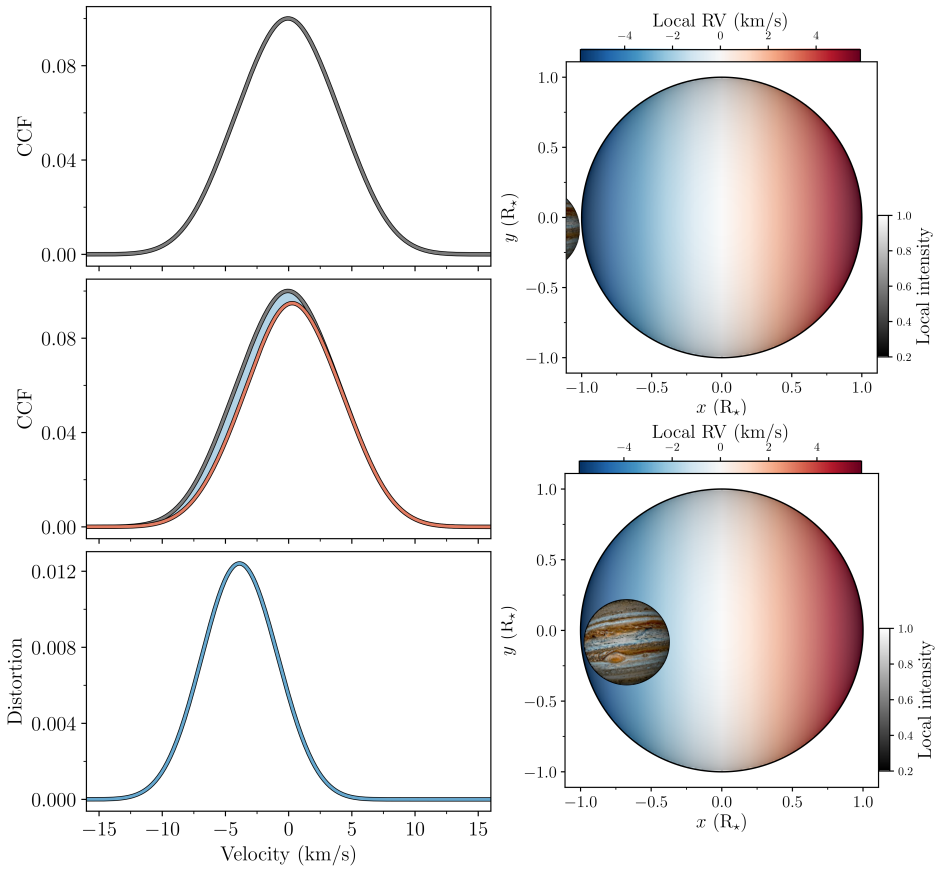 0.08
0.04
0.00
CCF
0.08
0.04
0.00
CCF
0.012
0.008
0.004
0.000
Distortion
−15 −10 −5 0 5 10 15
Velocity (km/s)
Local RV (km/s)
−4 −2 0 2 4
1.0
0.5
0.0
−0.5
−1.0
y (R⋆)
−1.0 −0.5 0.0 0.5 1.0
x (R⋆)
1.0
0.8
0.6
0.4
0.2
Local intensity
Local RV (km/s)
−4 −2 0 2 4
1.0
0.5
0.0
−0.5
−1.0
y (R⋆)
−1.0 −0.5 0.0 0.5 1.0
x (R⋆)
1.0
0.8
0.6
0.4
0.2
Local intensity